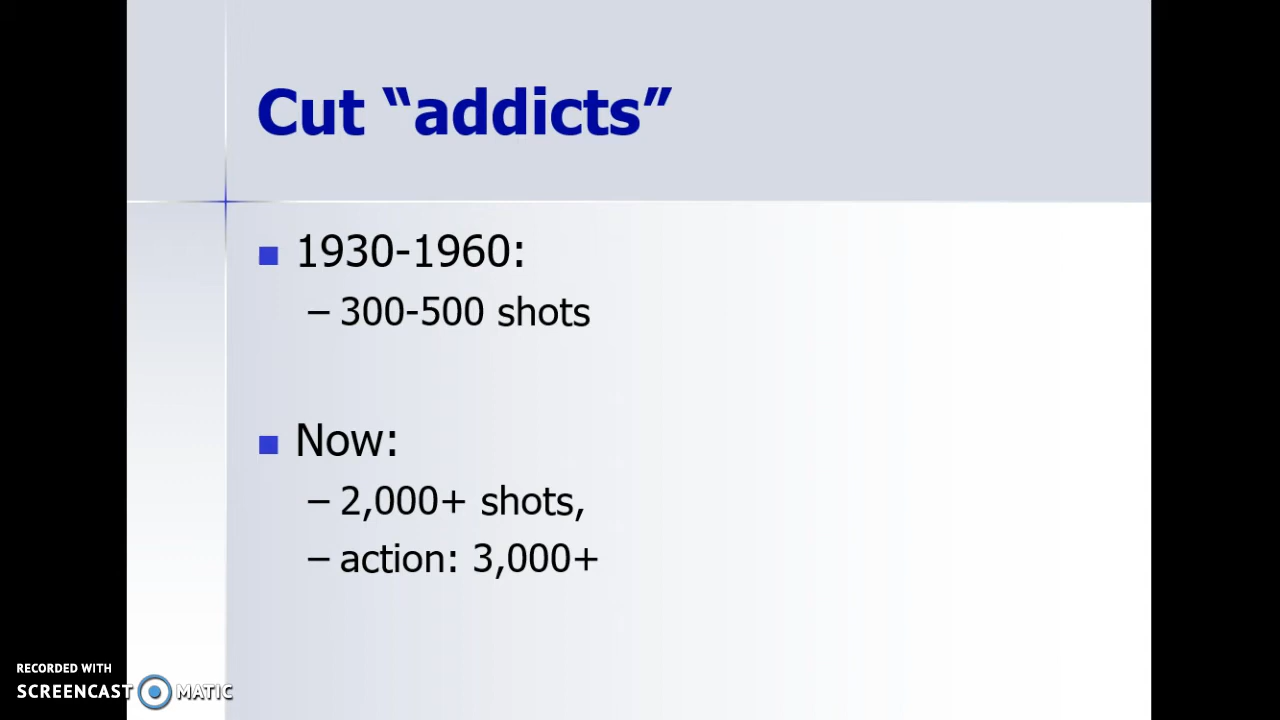 Cut “addicts”
1930-1960:
– 300-500 shots
Now:
– 2,000+ shots,
– action: 3,000+
RECORDED WITH
SCREENCAST MATIC